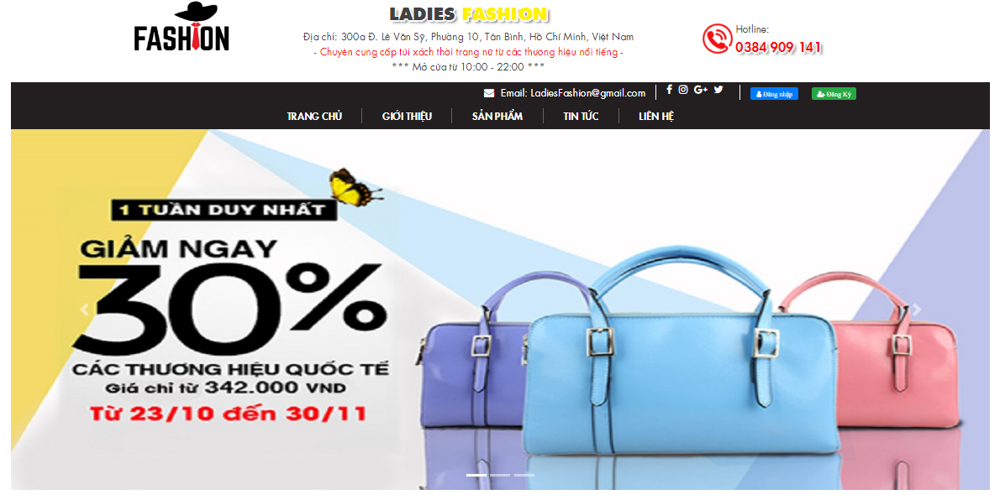 FASHION
LADIES FASHION
Địa chỉ: 300a Đ. Lê Văn Sỹ, Phường 10, Tân Bình, Hồ Chí Minh, Việt Nam
- Chuyên cung cấp túi xách thời trang nữ từ các thương hiệu nổi tiếng -
*** Mở cửa từ 10:00 - 22:00 ***
Hotline:
0384 909 141
Email: LadiesFashion@gmail.com
Đăng nhập
Đăng Ký
TRANG CHỦ
GIỚI THIỆU
SẢN PHẨM
TIN TỨC
LIÊN HỆ
1 TUẦN DUY NHẤT
GIẢM NGAY
30%
CÁC THƯƠNG HIỆU QUỐC TẾ
Giá chỉ từ 342.000 VND
Từ 23/10 đến 30/11